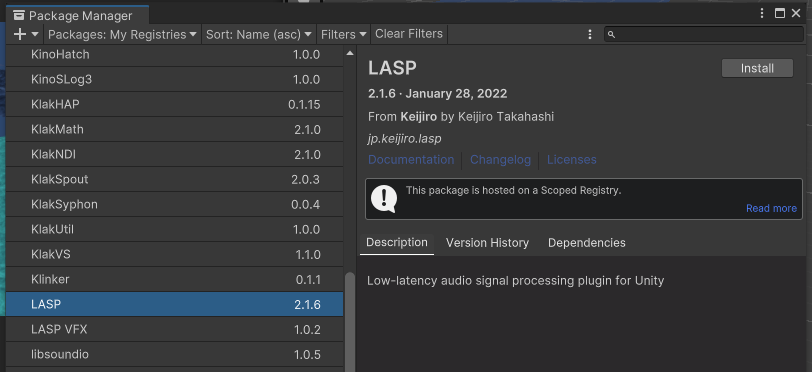 Package Manager
Packages: My Registries
Sort: Name (asc)
Filters
Clear Filters
KinoHatch 1.0.0
KinoSLog3 1.0.0
KlakHAP 0.1.15
KlakMath 2.1.0
KlakNDI 2.1.0
KlakSpout 2.0.3
KlakSyphon 0.0.4
KlakUtil 1.0.0
KlakVS 1.1.0
Klinker 0.1.1
LASP 2.1.6
LASP VFX 1.0.2
libsoundio 1.0.5
LASP
Install
2.1.6 · January 28, 2022
From Keijiro by Keijiro Takahashi
jp.keijiro.lasp
Documentation
Changelog
Licenses
This package is hosted on a Scoped Registry.
Read more
Description
Version History
Dependencies
Low-latency audio signal processing plugin for Unity